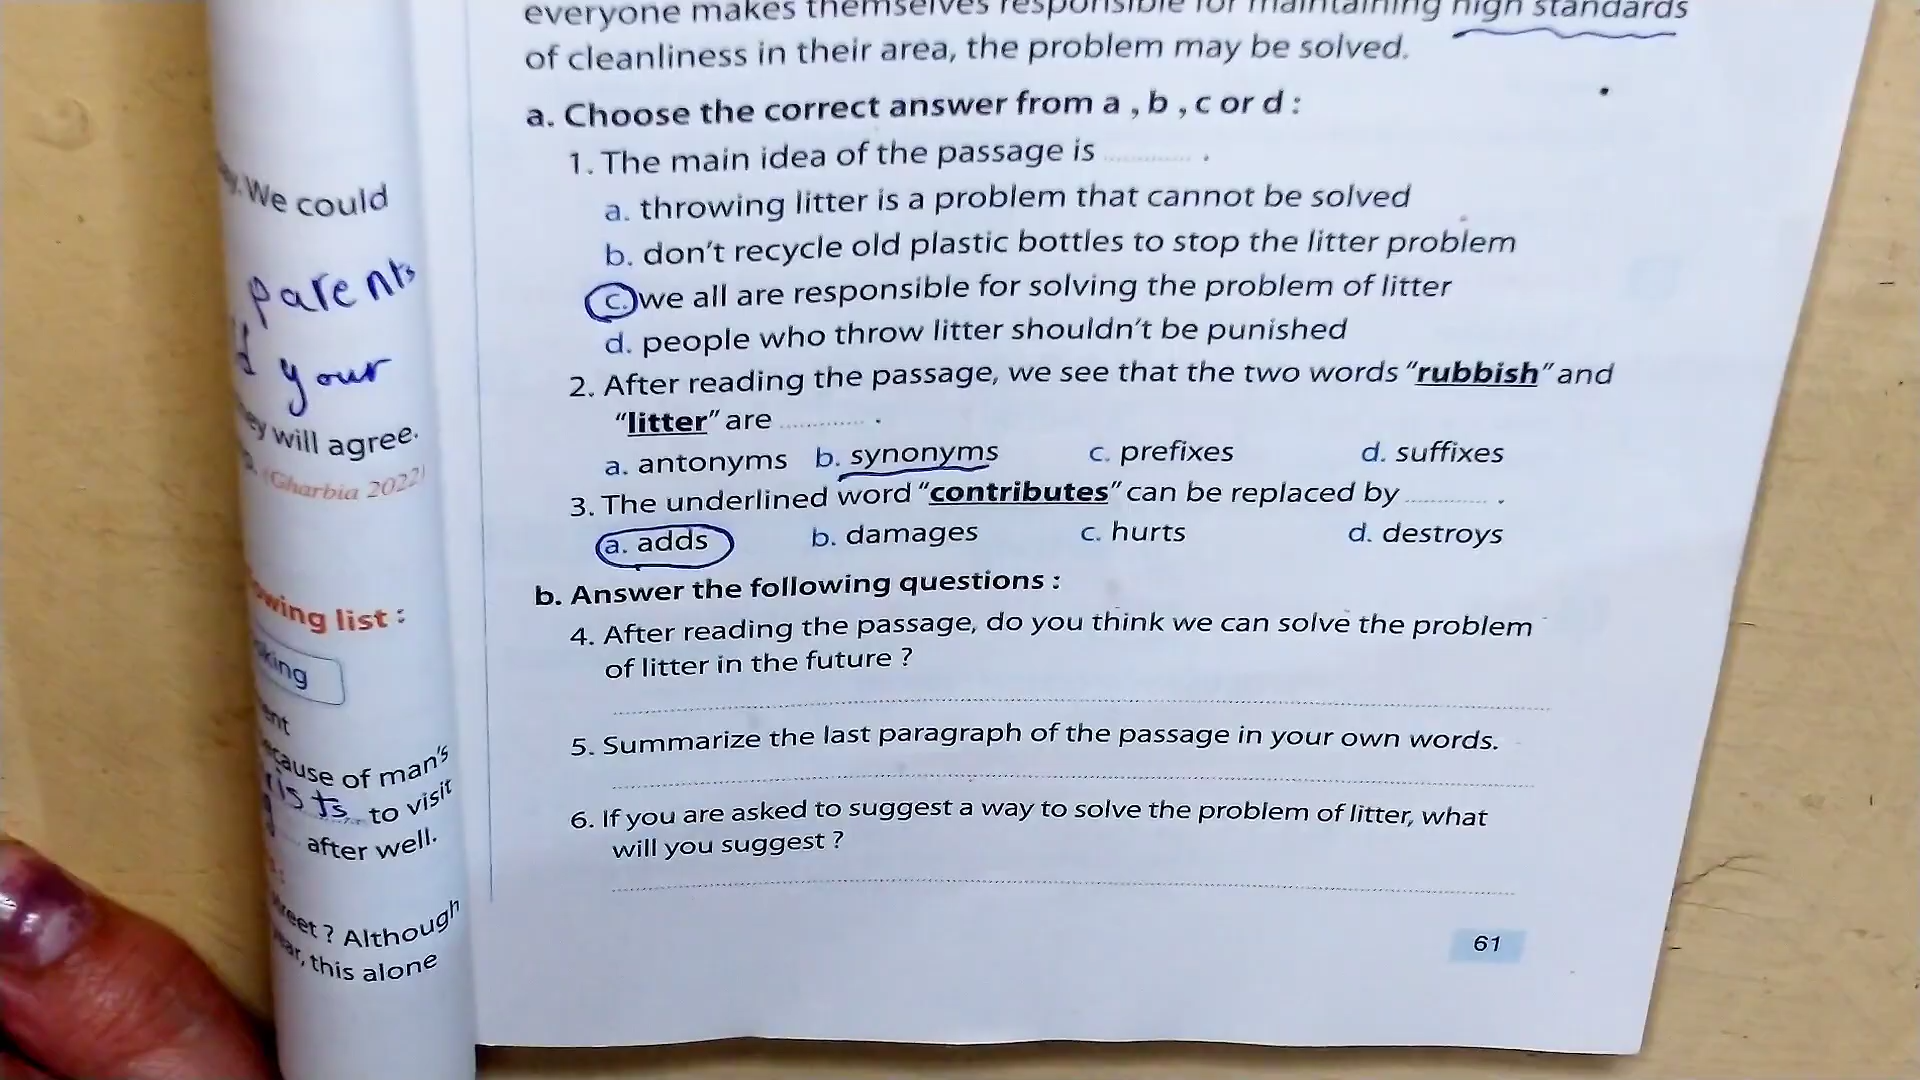 everyone makes themselves responsible for maintaining high standards
of cleanliness in their area, the problem may be solved.
a. Choose the correct answer from a , b , c or d :
1. The main idea of the passage is ............ .
a. throwing litter is a problem that cannot be solved
b. don't recycle old plastic bottles to stop the litter problem
c. we all are responsible for solving the problem of litter
d. people who throw litter shouldn't be punished
2. After reading the passage, we see that the two words "rubbish" and
"litter" are ............ .
a. antonyms b. synonyms c. prefixes d. suffixes
3. The underlined word "contributes" can be replaced by ............ .
a. adds b. damages c. hurts d. destroys
b. Answer the following questions :
4. After reading the passage, do you think we can solve the problem
of litter in the future ?
5. Summarize the last paragraph of the passage in your own words.
6. If you are asked to suggest a way to solve the problem of litter, what
will you suggest ?
61
We could
parents
your
will agree.
(Gharbia 2022)
list :
of man's
to visit
after well.
? Although
, this alone